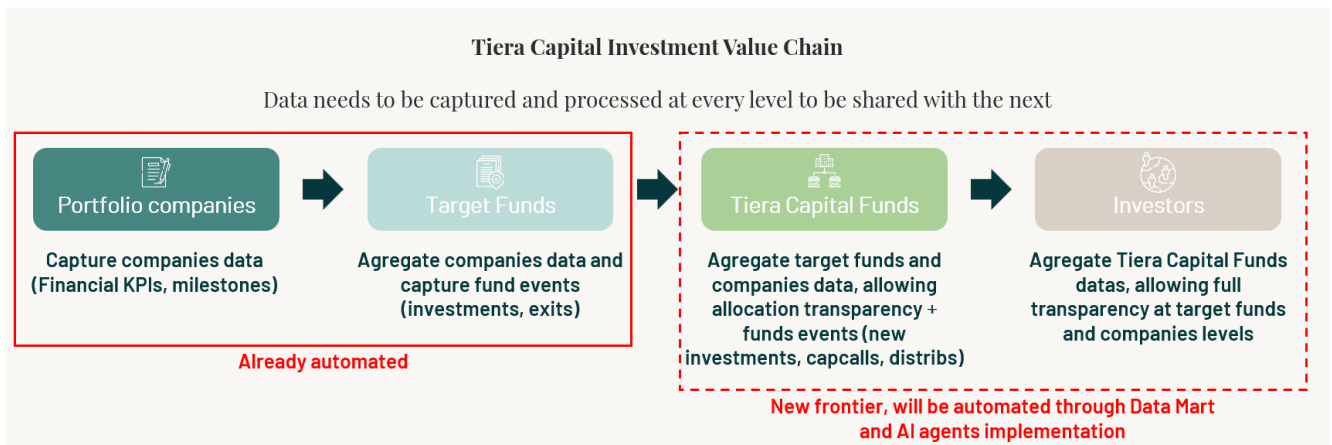 Tiera Capital Investment Value Chain
Data needs to be captured and processed at every level to be shared with the next
Portfolio companies
Capture companies data
(Financial KPIs, milestones)
Target Funds
Agregate companies data and
capture fund events
(investments, exits)
Already automated
Tiera Capital Funds
Agregate target funds and
companies data, allowing
allocation transparency +
funds events (new
investments, capcalls, distribs)
Investors
Agregate Tiera Capital Funds
datas, allowing full
transparency at target funds
and companies levels
New frontier, will be automated through Data Mart
and AI agents implementation